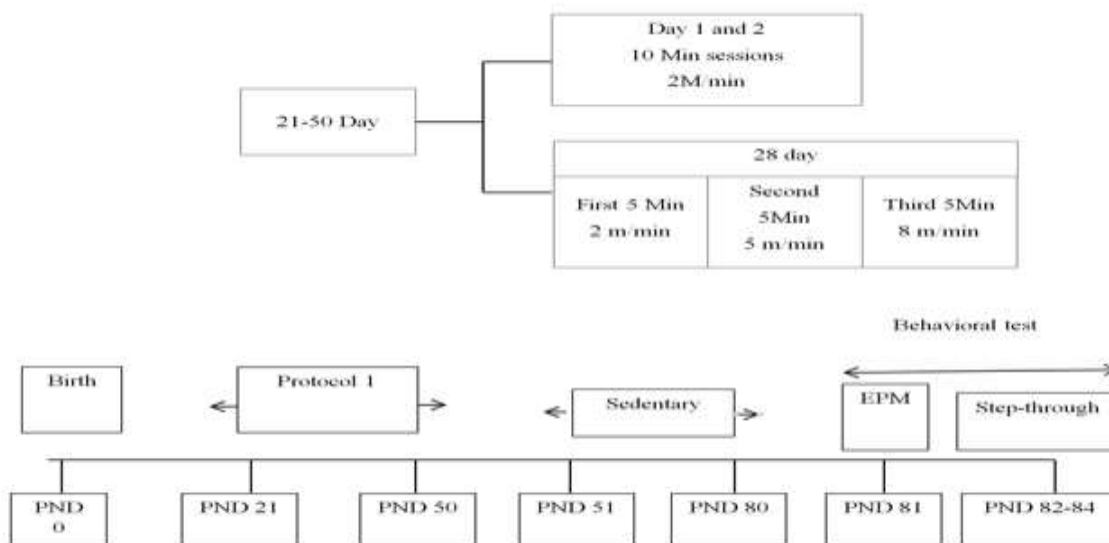 Day 1 and 2
10 Min sessions
2M/min
21-50 Day
28 day
First 5 Min
2 m/min
Second
5Min
5 m/min
Third 5Min
8 m/min
Behavioral test
Birth
Protocol 1
Sedentary
EPM
Step-through
PND
0
PND 21
PND 50
PND 51
PND 80
PND 81
PND 82-84